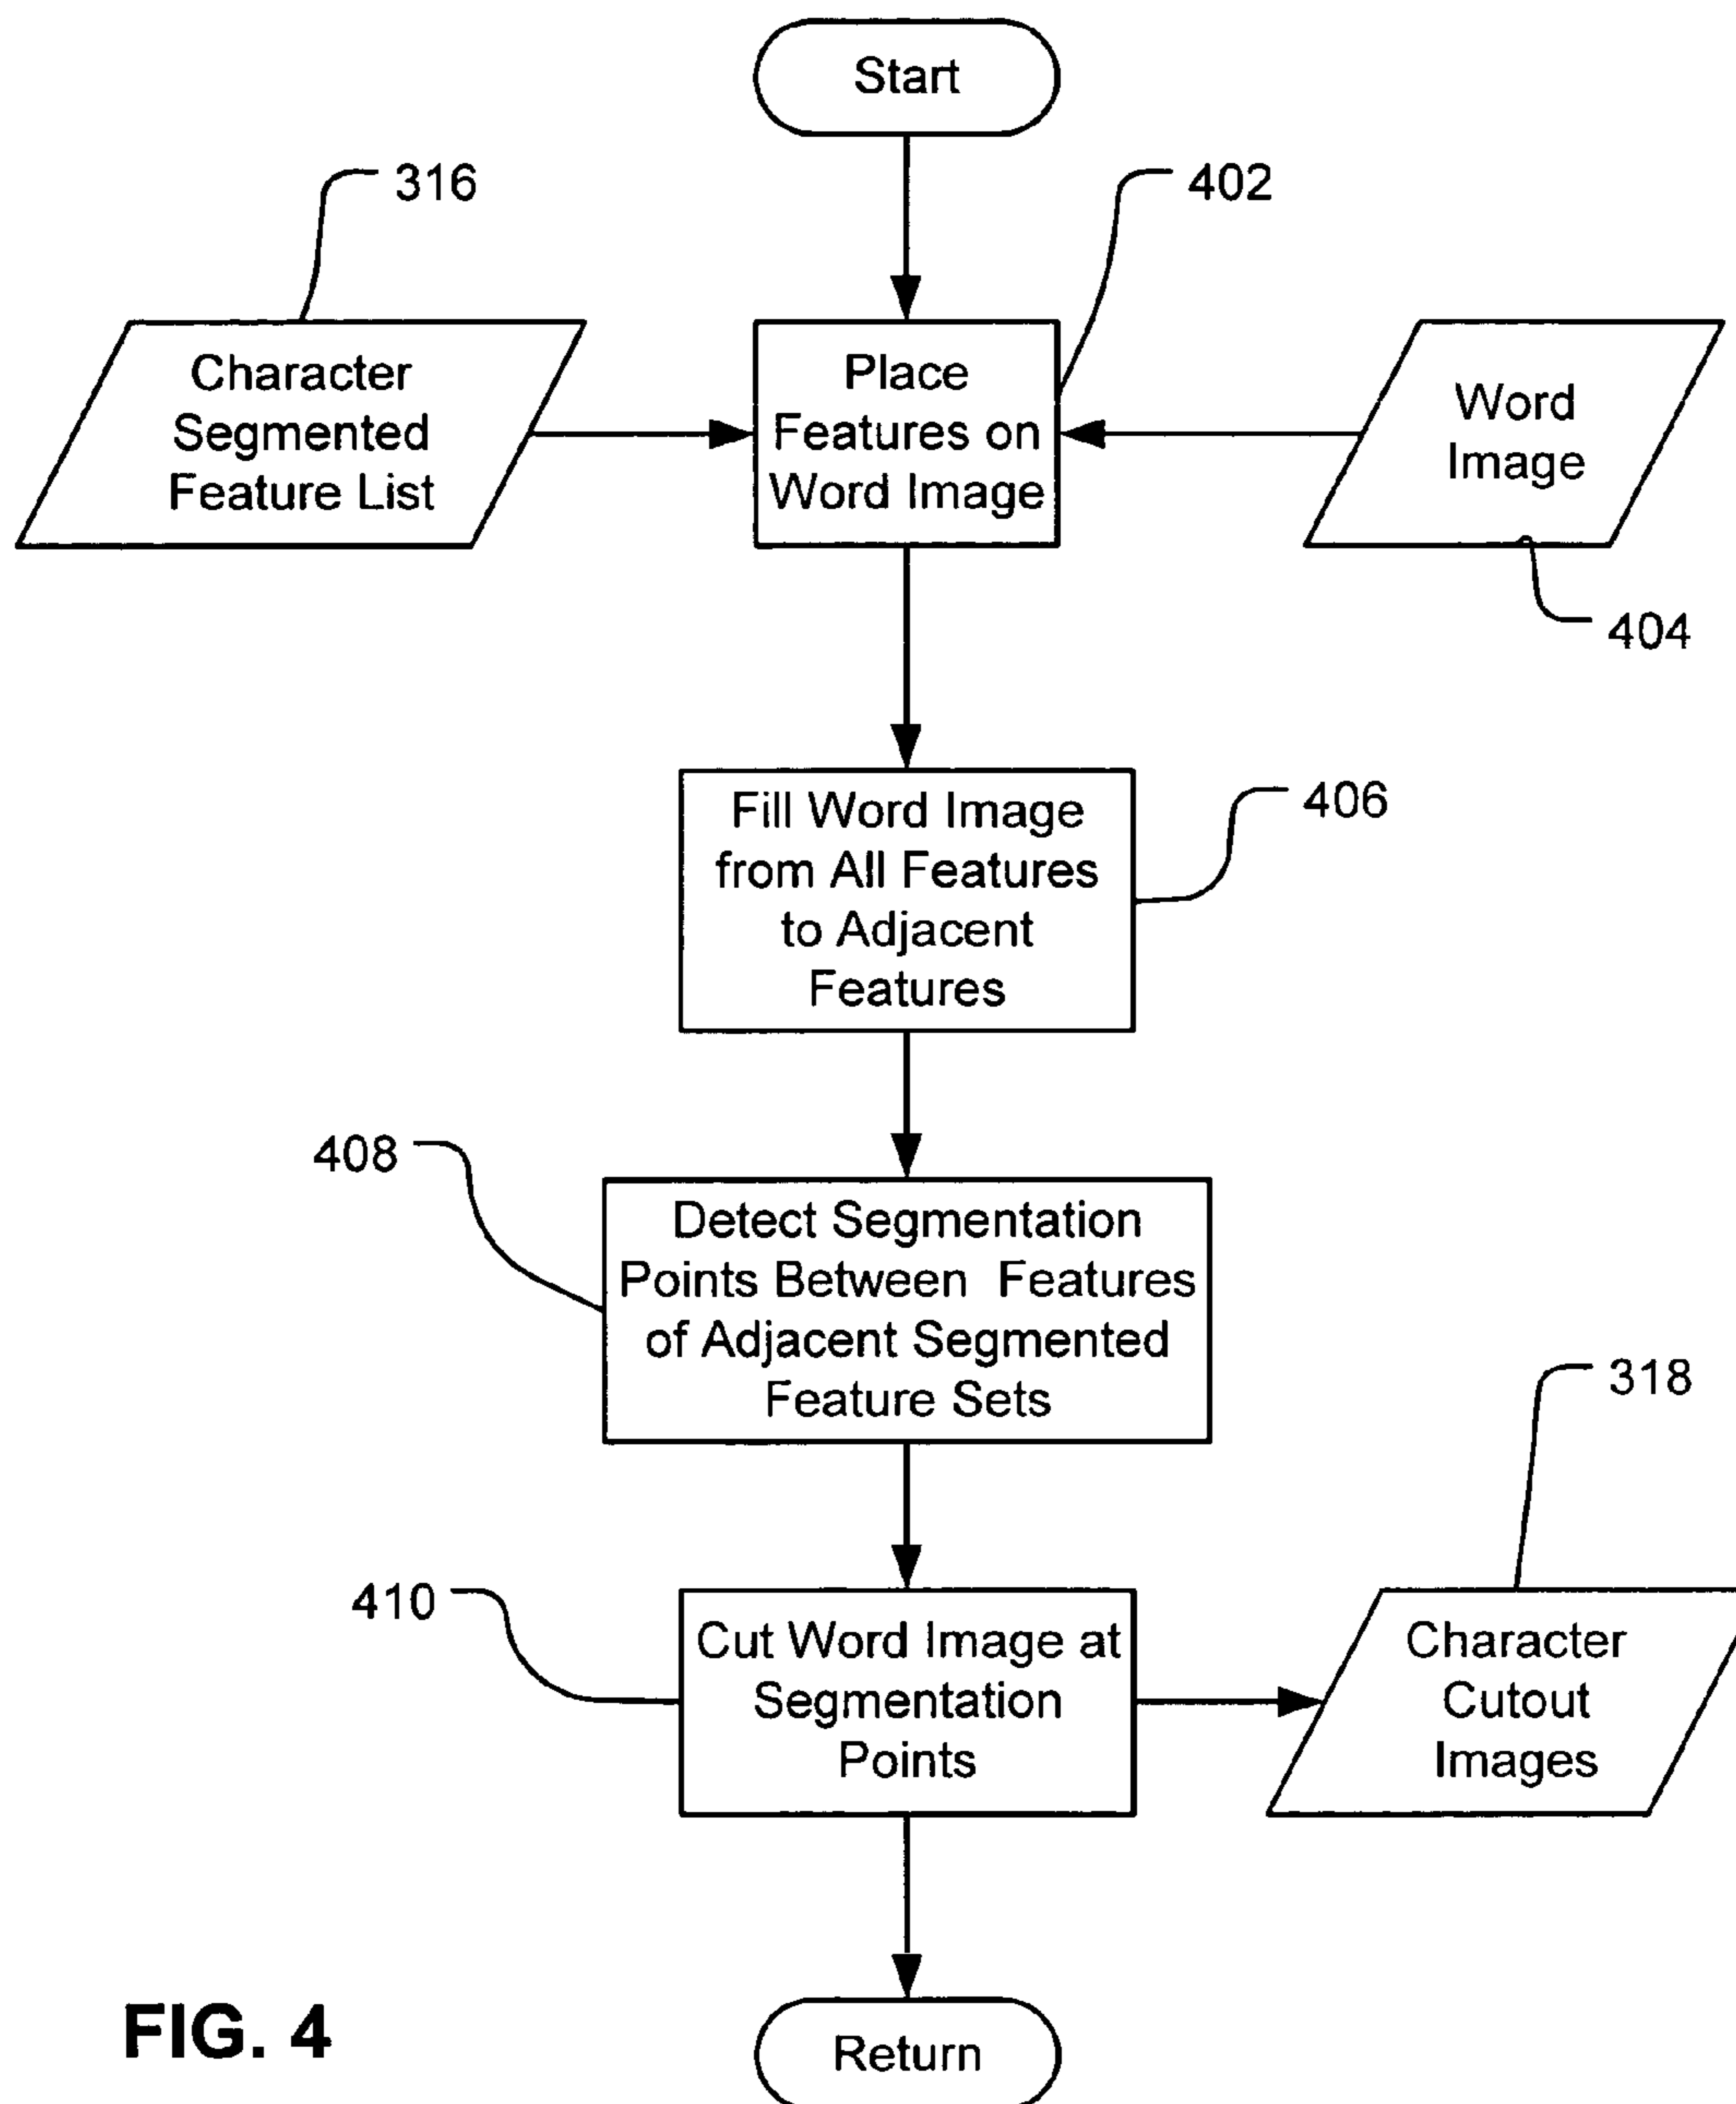 Start
316
402
Character
Segmented
Feature List
Place
Features on
Word Image
Word
Image
404
Fill Word Image
from All Features
to Adjacent
Features
406
408
Detect Segmentation
Points Between Features
of Adjacent Segmented
Feature Sets
318
410
Cut Word Image at
Segmentation
Points
Character
Cutout
Images
FIG. 4
Return